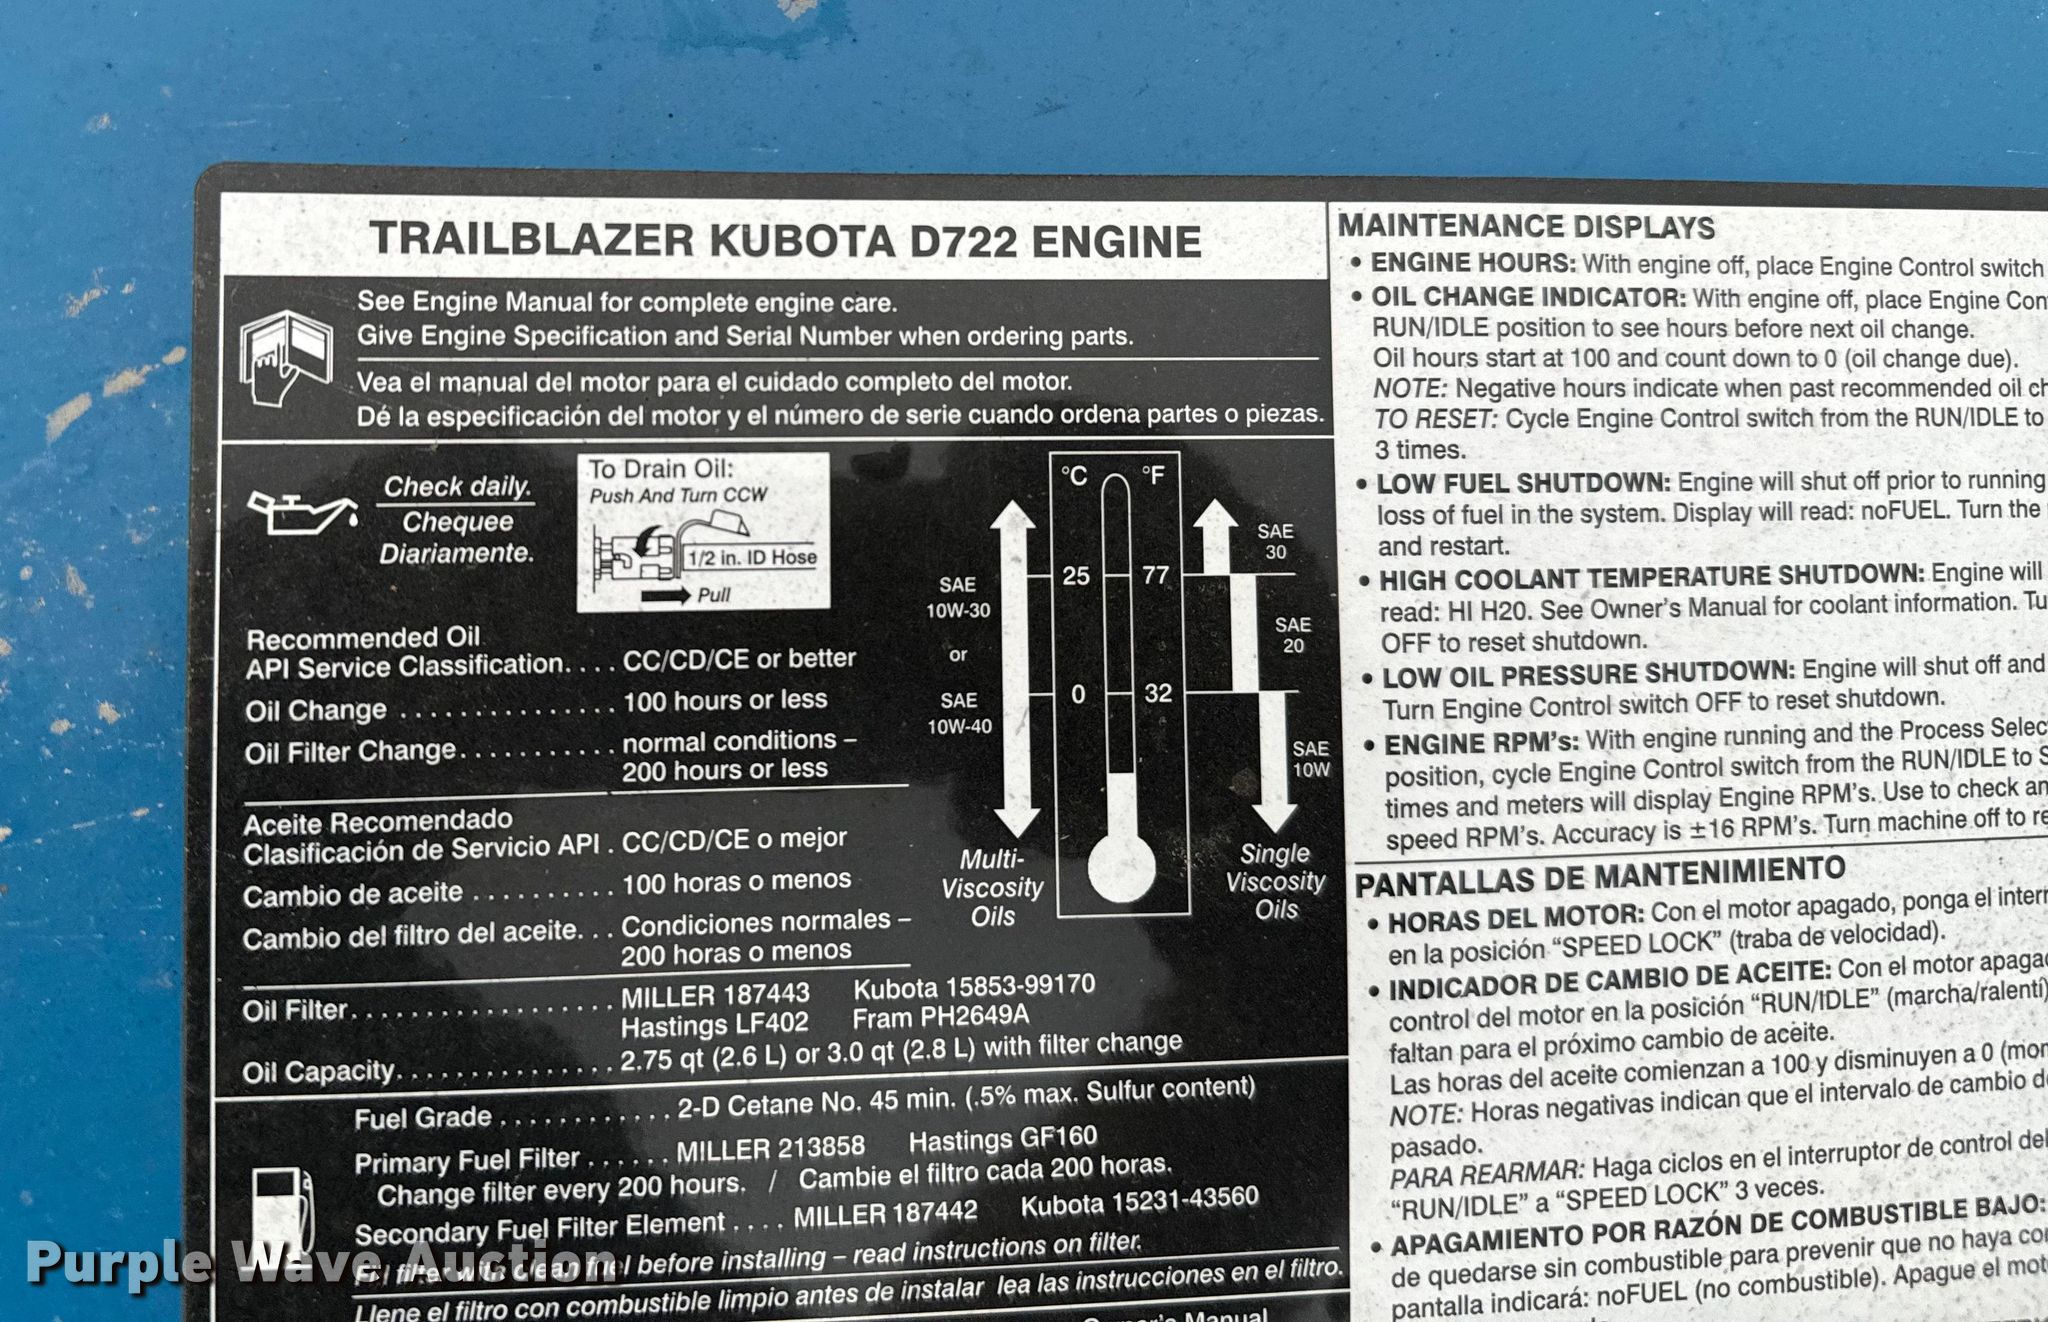 TRAILBLAZER KUBOTA D722 ENGINE
See Engine Manual for complete engine care.
Give Engine Specification and Serial Number when ordering parts.
Vea el manual del motor para el cuidado completo del motor.
Dé la especificación del motor y el número de serie cuando ordena partes o piezas.
Check daily.
Chequee
Diariamente.
To Drain Oil:
Push And Turn CCW
1/2 in. ID Hose
Pull
Recommended Oil
API Service Classification.... CC/CD/CE or better
Oil Change ............... 100 hours or less
Oil Filter Change........... normal conditions –
200 hours or less
Aceite Recomendado
Clasificación de Servicio API . CC/CD/CE o mejor
Cambio de aceite .......... 100 horas o menos
Cambio del filtro del aceite... Condiciones normales –
200 horas o menos
°C °F
25 77
0 32
SAE
10W-30
or
SAE
10W-40
Multi-
Viscosity
Oils
SAE
30
SAE
20
SAE
10W
Single
Viscosity
Oils
Oil Filter.................. MILLER 187443 Kubota 15853-99170
Hastings LF402 Fram PH2649A
Oil Capacity............... 2.75 qt (2.6 L) or 3.0 qt (2.8 L) with filter change
Fuel Grade ............ 2-D Cetane No. 45 min. (.5% max. Sulfur content)
Primary Fuel Filter ...... MILLER 213858 Hastings GF160
Change filter every 200 hours. / Cambie el filtro cada 200 horas.
Secondary Fuel Filter Element .... MILLER 187442 Kubota 15231-43560
Fill filter with clean fuel before installing – read instructions on filter.
Llene el filtro con combustible limpio antes de instalar lea las instrucciones en el filtro.
Owner's Manual
MAINTENANCE DISPLAYS
• ENGINE HOURS: With engine off, place Engine Control switch
• OIL CHANGE INDICATOR: With engine off, place Engine Con
RUN/IDLE position to see hours before next oil change.
Oil hours start at 100 and count down to 0 (oil change due).
NOTE: Negative hours indicate when past recommended oil ch
TO RESET: Cycle Engine Control switch from the RUN/IDLE to
3 times.
• LOW FUEL SHUTDOWN: Engine will shut off prior to running
loss of fuel in the system. Display will read: noFUEL. Turn the
and restart.
• HIGH COOLANT TEMPERATURE SHUTDOWN: Engine will
read: HI H20. See Owner's Manual for coolant information. Tu
OFF to reset shutdown.
• LOW OIL PRESSURE SHUTDOWN: Engine will shut off and
Turn Engine Control switch OFF to reset shutdown.
• ENGINE RPM's: With engine running and the Process Selec
position, cycle Engine Control switch from the RUN/IDLE to S
times and meters will display Engine RPM's. Use to check an
speed RPM's. Accuracy is ±16 RPM's. Turn machine off to re
PANTALLAS DE MANTENIMIENTO
• HORAS DEL MOTOR: Con el motor apagado, ponga el interr
en la posición “SPEED LOCK” (traba de velocidad).
• INDICADOR DE CAMBIO DE ACEITE: Con el motor apagad
control del motor en la posición “RUN/IDLE” (marcha/ralentí)
faltan para el próximo cambio de aceite.
Las horas del aceite comienzan a 100 y disminuyen a 0 (mom
NOTE: Horas negativas indican que el intervalo de cambio d
pasado.
PARA REARMAR: Haga ciclos en el interruptor de control del
“RUN/IDLE” a “SPEED LOCK” 3 veces.
• APAGAMIENTO POR RAZÓN DE COMBUSTIBLE BAJO:
de quedarse sin combustible para prevenir que no haya co
pantalla indicará: noFUEL (no combustible). Apague el mot
Purple Wave Auction